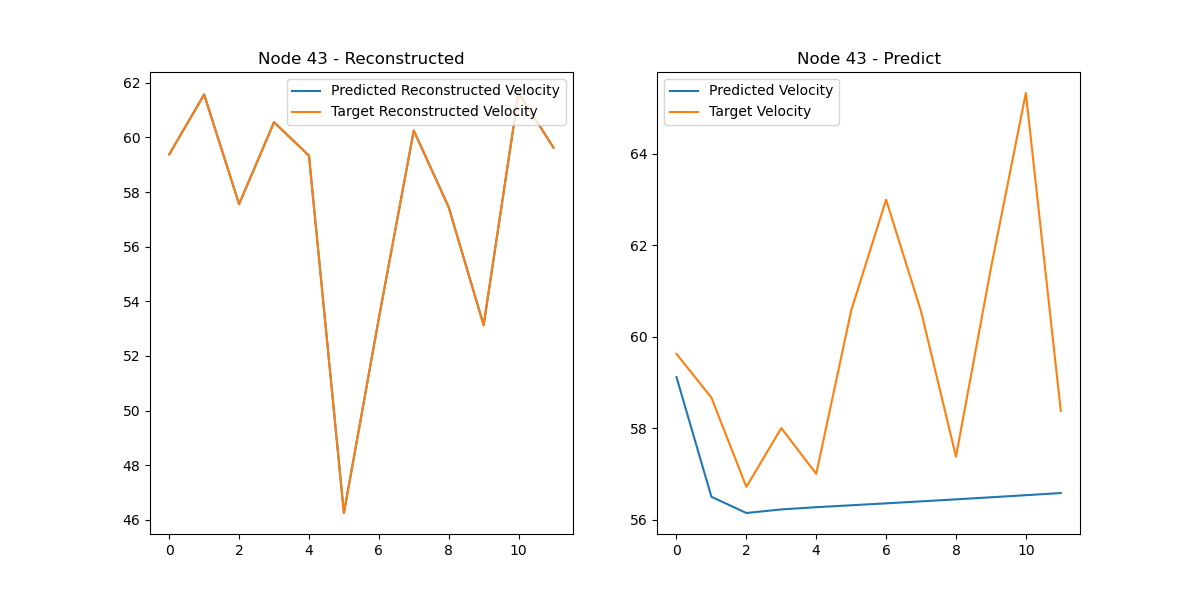 Node 43 - Reconstructed
Predicted Reconstructed Velocity
Target Reconstructed Velocity
62
60
58
56
54
52
50
48
46
0 2 4 6 8 10
Node 43 - Predict
Predicted Velocity
Target Velocity
64
62
60
58
56
0 2 4 6 8 10